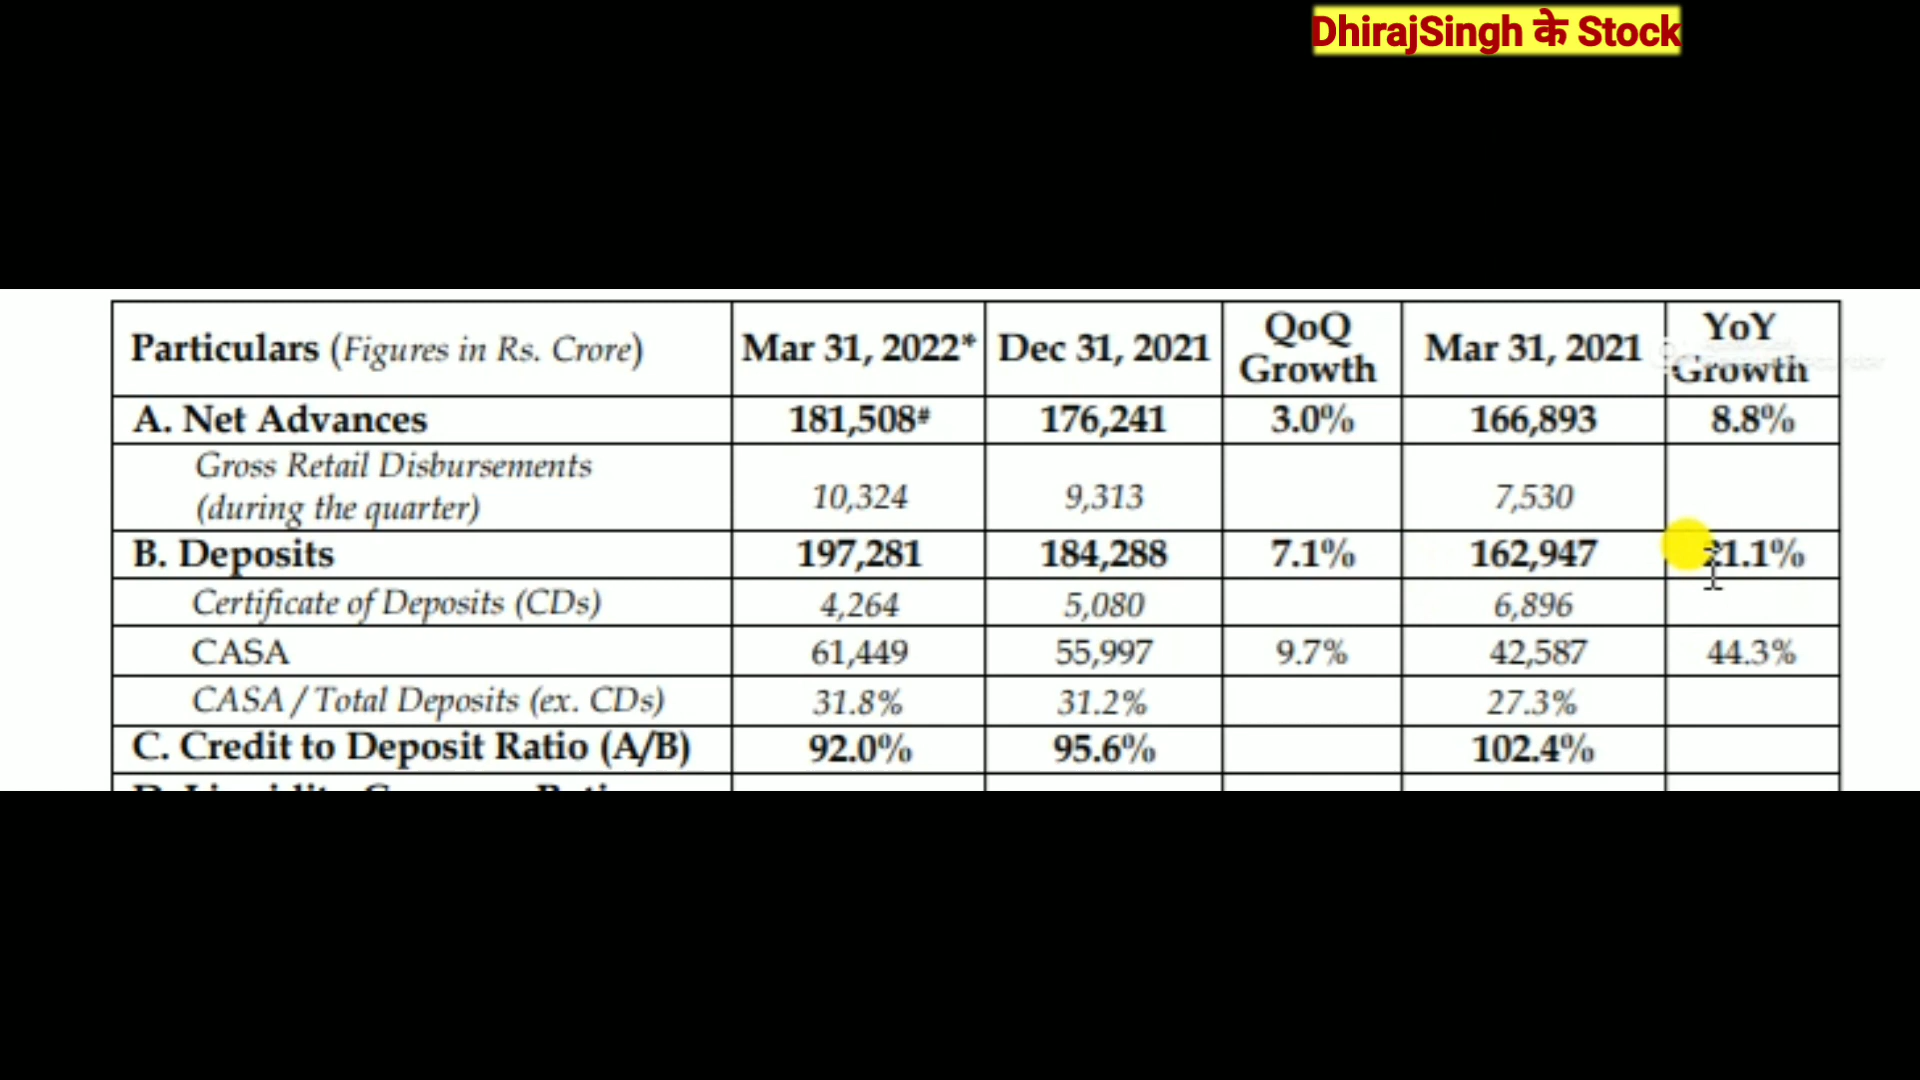 DhirajSingh के Stock
Particulars (Figures in Rs. Crore) Mar 31, 2022* Dec 31, 2021 QoQ Growth Mar 31, 2021 YoY Growth
A. Net Advances 181,508# 176,241 3.0% 166,893 8.8%
Gross Retail Disbursements
(during the quarter) 10,324 9,313 7,530
B. Deposits 197,281 184,288 7.1% 162,947 21.1%
Certificate of Deposits (CDs) 4,264 5,080 6,896
CASA 61,449 55,997 9.7% 42,587 44.3%
CASA / Total Deposits (ex. CDs) 31.8% 31.2% 27.3%
C. Credit to Deposit Ratio (A/B) 92.0% 95.6% 102.4%